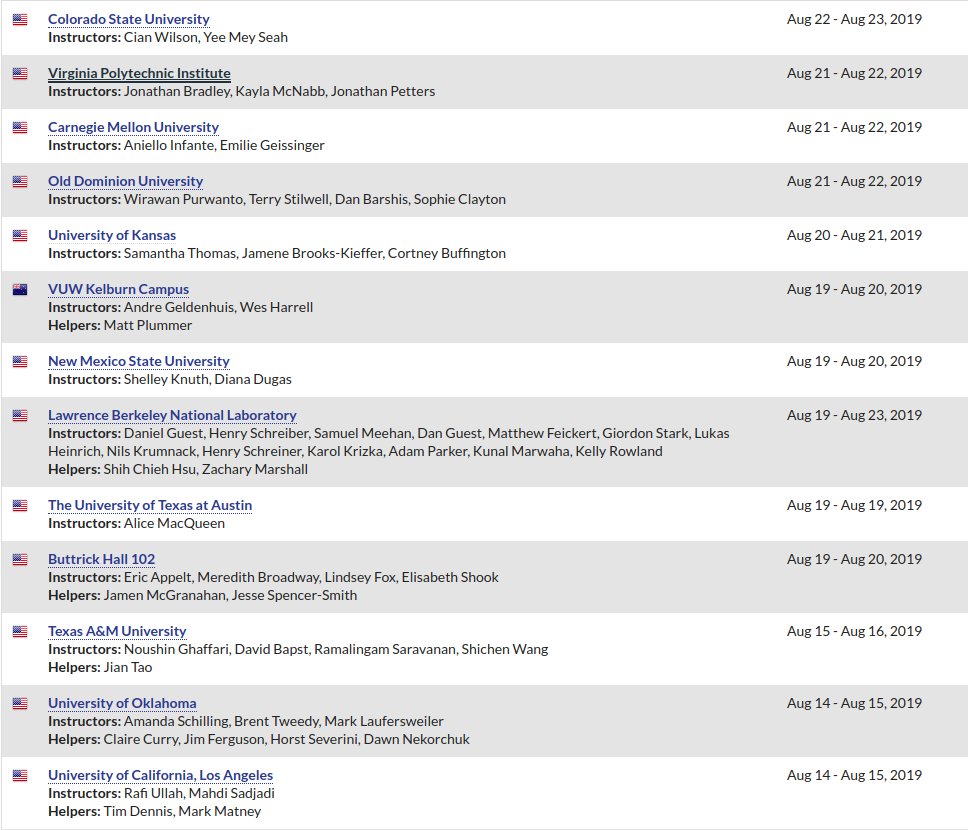 Colorado State University Aug 22 - Aug 23, 2019
Instructors: Cian Wilson, Yee Mey Seah
Virginia Polytechnic Institute Aug 21 - Aug 22, 2019
Instructors: Jonathan Bradley, Kayla McNabb, Jonathan Petters
Carnegie Mellon University Aug 21 - Aug 22, 2019
Instructors: Aniello Infante, Emilie Geissinger
Old Dominion University Aug 21 - Aug 22, 2019
Instructors: Wirawan Purwanto, Terry Stilwell, Dan Barshis, Sophie Clayton
University of Kansas Aug 20 - Aug 21, 2019
Instructors: Samantha Thomas, Jamene Brooks-Kieffer, Cortney Buffington
VUW Kelburn Campus Aug 19 - Aug 20, 2019
Instructors: Andre Geldenhuis, Wes Harrell
Helpers: Matt Plummer
New Mexico State University Aug 19 - Aug 20, 2019
Instructors: Shelley Knuth, Diana Dugas
Lawrence Berkeley National Laboratory Aug 19 - Aug 23, 2019
Instructors: Daniel Guest, Henry Schreiber, Samuel Meehan, Dan Guest, Matthew Feickert, Giordon Stark, Lukas
Heinrich, Nils Krumnack, Henry Schreiner, Karol Krizka, Adam Parker, Kunal Marwaha, Kelly Rowland
Helpers: Shih Chieh Hsu, Zachary Marshall
The University of Texas at Austin Aug 19 - Aug 19, 2019
Instructors: Alice MacQueen
Buttrick Hall 102 Aug 19 - Aug 20, 2019
Instructors: Eric Appelt, Meredith Broadway, Lindsey Fox, Elisabeth Shook
Helpers: Jamen McGranahan, Jesse Spencer-Smith
Texas A&M University Aug 15 - Aug 16, 2019
Instructors: Noushin Ghaffari, David Bapst, Ramalingam Saravanan, Shichen Wang
Helpers: Jian Tao
University of Oklahoma Aug 14 - Aug 15, 2019
Instructors: Amanda Schilling, Brent Tweedy, Mark Laufersweiler
Helpers: Claire Curry, Jim Ferguson, Horst Severini, Dawn Nekorchuk
University of California, Los Angeles Aug 14 - Aug 15, 2019
Instructors: Rafi Ullah, Mahdi Sadjadi
Helpers: Tim Dennis, Mark Matney